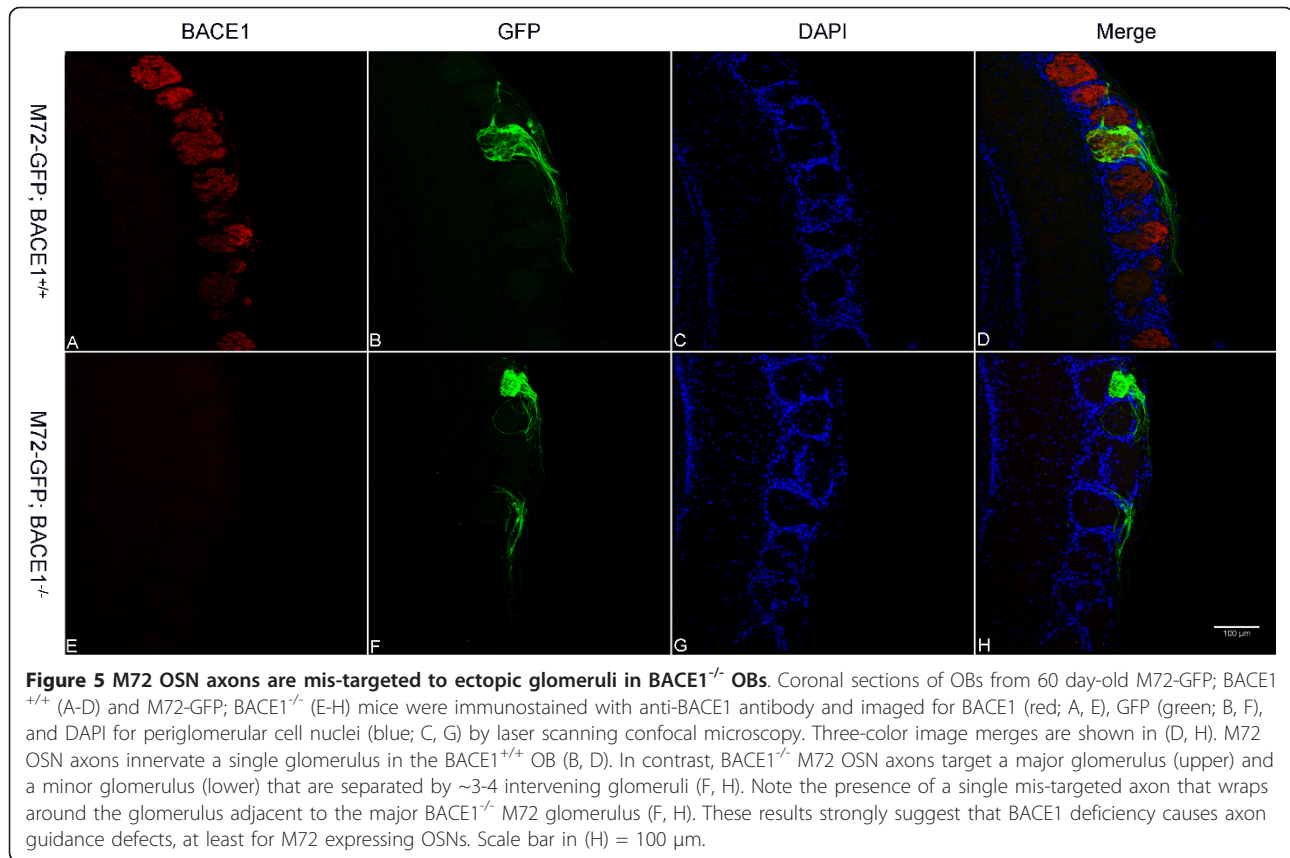 BACE1 GFP DAPI Merge
M72-GFP; BACE1+/+
A B C D
M72-GFP; BACE1-/-
100 µm
E F G H
Figure 5 M72 OSN axons are mis-targeted to ectopic glomeruli in BACE1-/- OBs. Coronal sections of OBs from 60 day-old M72-GFP; BACE1
+/+ (A-D) and M72-GFP; BACE1-/- (E-H) mice were immunostained with anti-BACE1 antibody and imaged for BACE1 (red; A, E), GFP (green; B, F),
and DAPI for periglomerular cell nuclei (blue; C, G) by laser scanning confocal microscopy. Three-color image merges are shown in (D, H). M72
OSN axons innervate a single glomerulus in the BACE1+/+ OB (B, D). In contrast, BACE1-/- M72 OSN axons target a major glomerulus (upper) and
a minor glomerulus (lower) that are separated by ~3-4 intervening glomeruli (F, H). Note the presence of a single mis-targeted axon that wraps
around the glomerulus adjacent to the major BACE1-/- M72 glomerulus (F, H). These results strongly suggest that BACE1 deficiency causes axon
guidance defects, at least for M72 expressing OSNs. Scale bar in (H) = 100 µm.